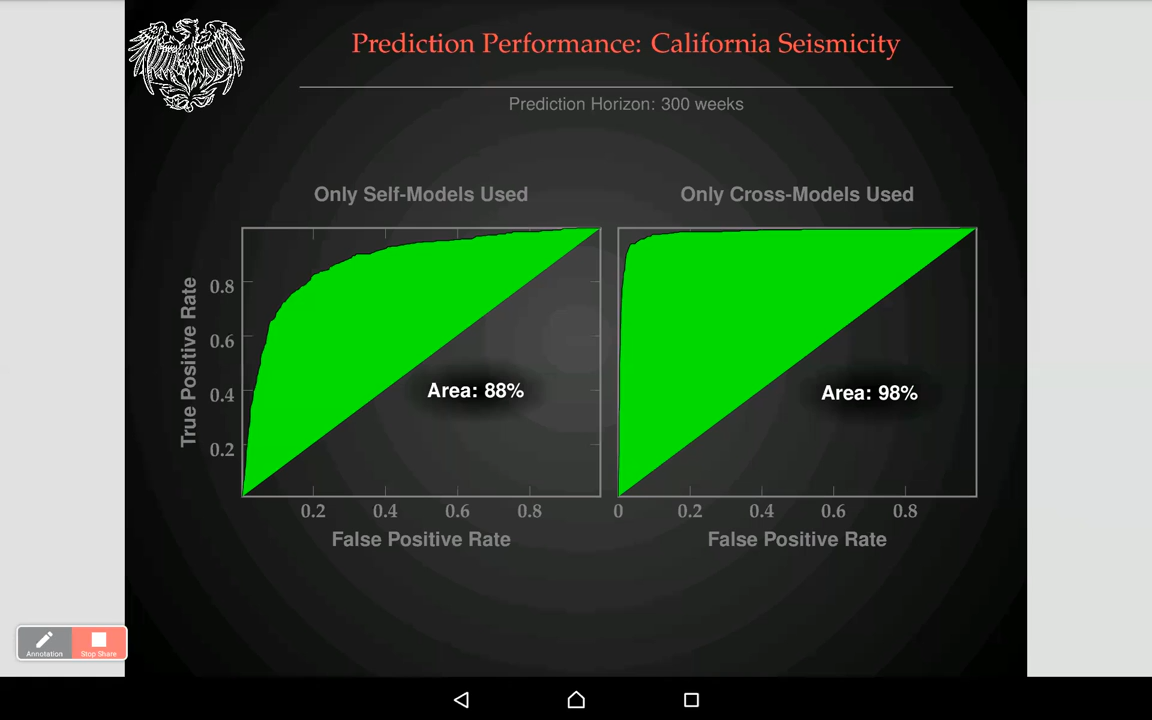 Prediction Performance: California Seismicity
Prediction Horizon: 300 weeks
Only Self-Models Used
Only Cross-Models Used
True Positive Rate
0.8
0.6
0.4
0.2
Area: 88%
Area: 98%
0.2 0.4 0.6 0.8
0 0.2 0.4 0.6 0.8
False Positive Rate
False Positive Rate
Annotation
Stop Share